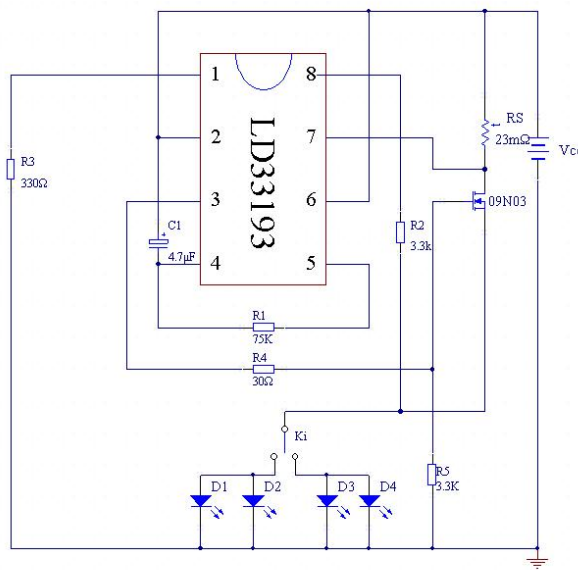 1
8
RS
23mΩ
LD33193
2
7
Vcc
R3
330Ω
3
6
09N03
C1
+
4.7μF
R2
3.3k
4
5
R1
75K
R4
30Ω
Ki
D1
D2
D3
D4
R5
3.3K